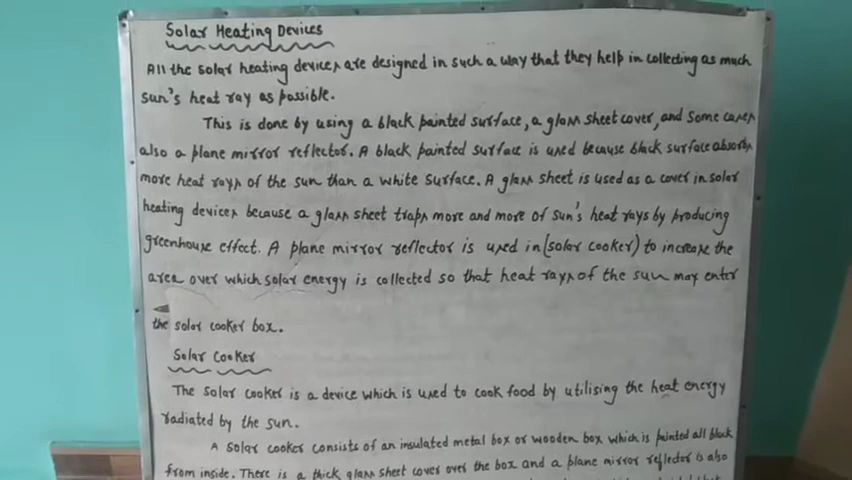 Solar Heating Devices
All the solar heating devices are designed in such a way that they help in collecting as much
sun's heat ray as possible.
This is done by using a black painted surface, a glass sheet cover, and some cases
also a plane mirror reflector. A black painted surface is used because black surface absorbs
more heat rays of the sun than a white surface. A glass sheet is used as a cover in solar
heating devices because a glass sheet traps more and more of sun's heat rays by producing
greenhouse effect. A plane mirror reflector is used in (solar cooker) to increase the
area over which solar energy is collected so that heat rays of the sun may enter
the solar cooker box.
Solar Cooker
The solar cooker is a device which is used to cook food by utilising the heat energy
radiated by the sun.
A solar cooker consists of an insulated metal box or wooden box which is painted all black
from inside. There is a thick glass sheet cover over the box and a plane mirror reflector is also